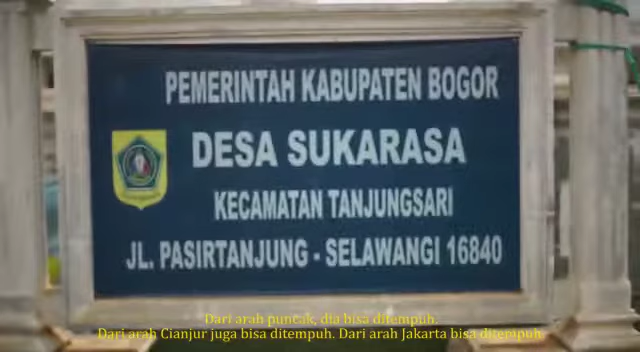 PEMERINTAH KABUPATEN BOGOR
DESA SUKARASA
KECAMATAN TANJUNGSARI
JL. PASIRTANJUNG - SELAWANGI 16840
Dari arah puncak, dia bisa ditempuh.
Dari arah Cianjur juga bisa ditempuh. Dari arah Jakarta bisa ditempuh.